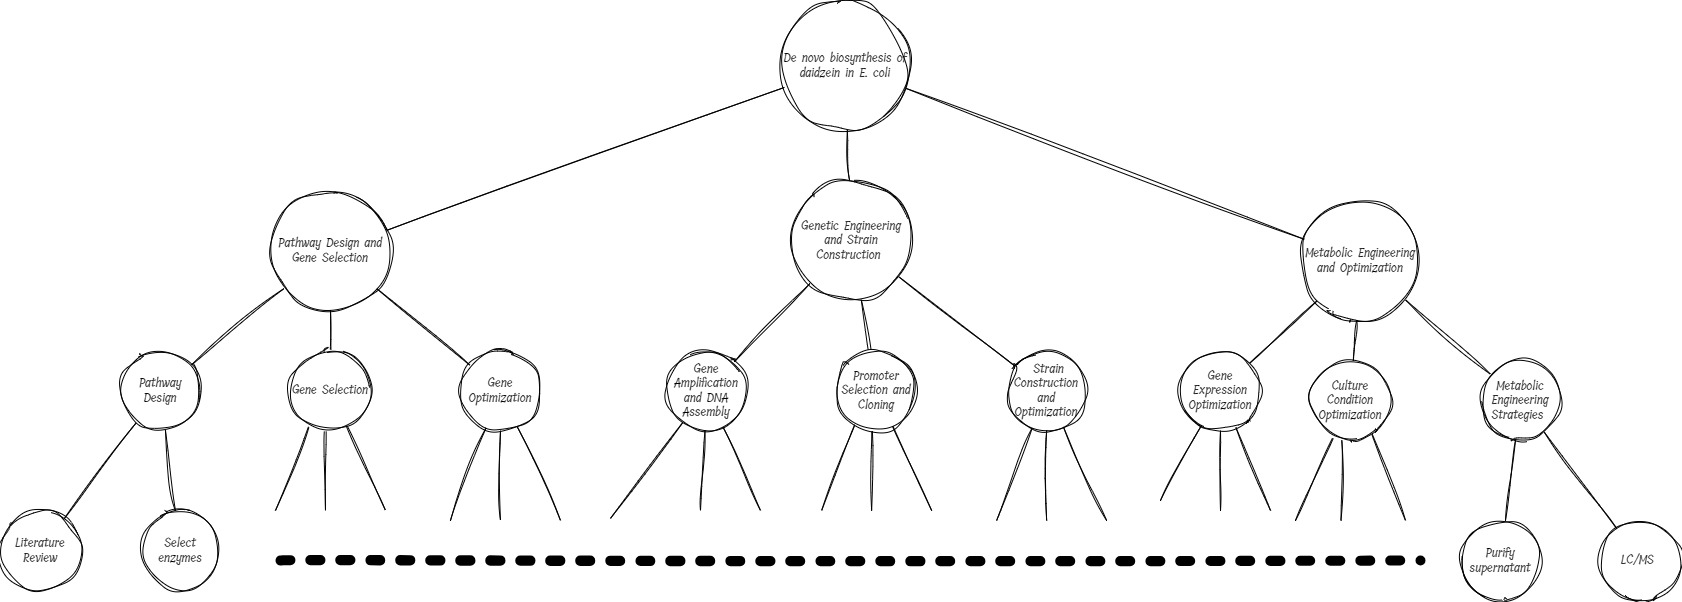 De novo biosynthesis of
daidzein in E. coli
Pathway Design and
Gene Selection
Genetic Engineering
and Strain
Construction
Metabolic Engineering
and Optimization
Pathway
Design
Gene Selection
Gene
Optimization
Gene
Amplification
and DNA
Assembly
Promoter
Selection and
Cloning
Strain
Construction
and
Optimization
Gene
Expression
Optimization
Culture
Condition
Optimization
Metabolic
Engineering
Strategies
Literature
Review
Select
enzymes
Purify
supernatant
LC/MS